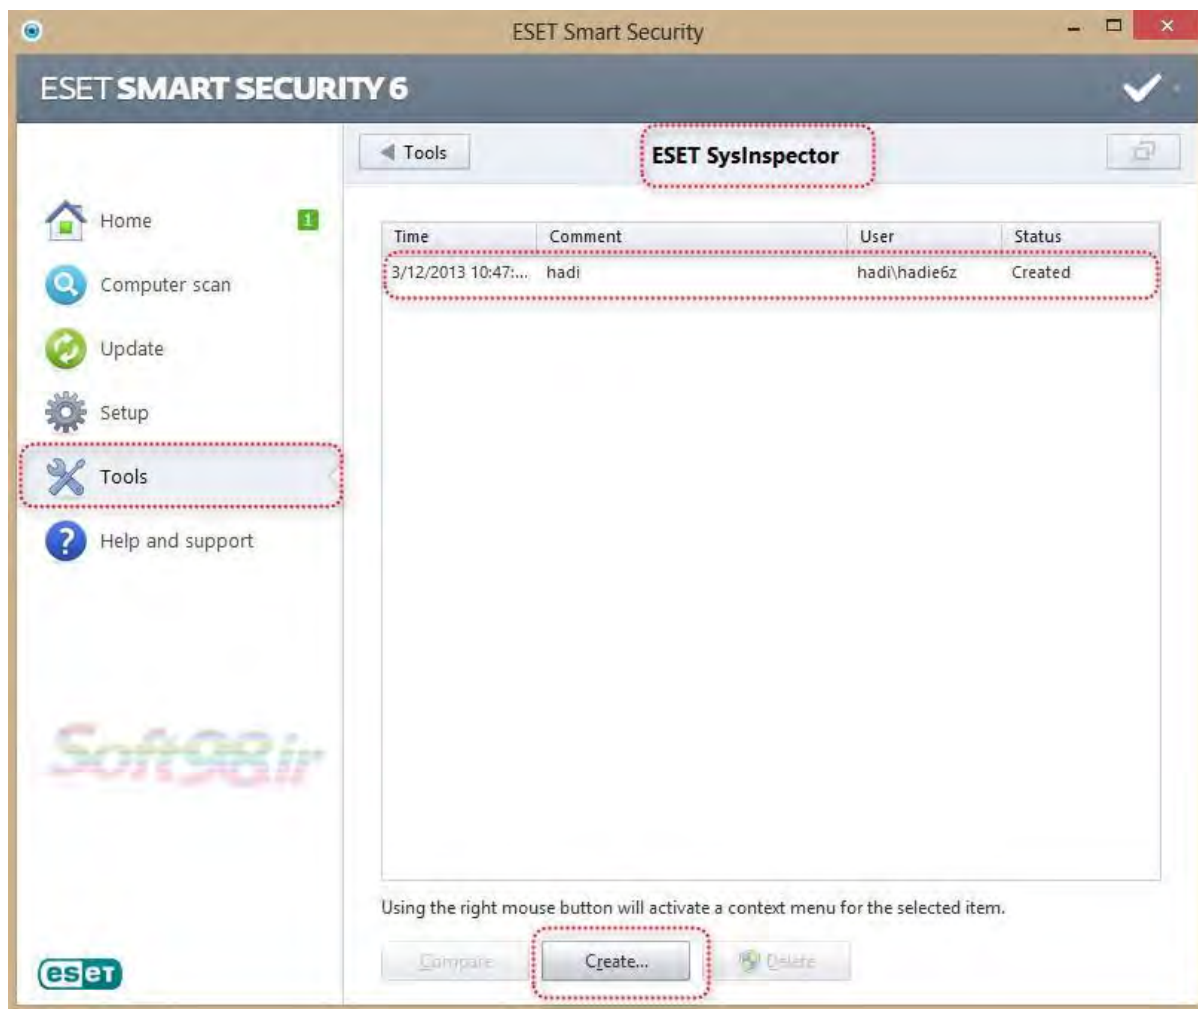 ESET Smart Security
ESET SMART SECURITY 6
Tools
ESET SysInspector
Home
1
Computer scan
Update
Setup
Tools
Help and support
Time Comment User Status
3/12/2013 10:47:... hadi hadi\hadie6z Created
Soft98.ir
Using the right mouse button will activate a context menu for the selected item.
Compare Create... Delete
eseT